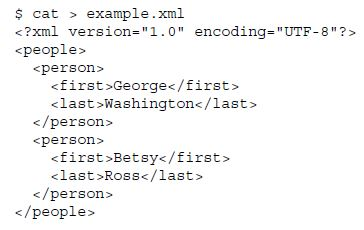 $ cat > example.xml
<?xml version="1.0" encoding="UTF-8"?>
<people>
  <person>
    <first>George</first>
    <last>Washington</last>
  </person>
  <person>
    <first>Betsy</first>
    <last>Ross</last>
  </person>
</people>